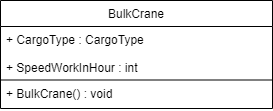 BulkCrane
+ CargoType : CargoType
+ SpeedWorkInHour : int
+ BulkCrane() : void